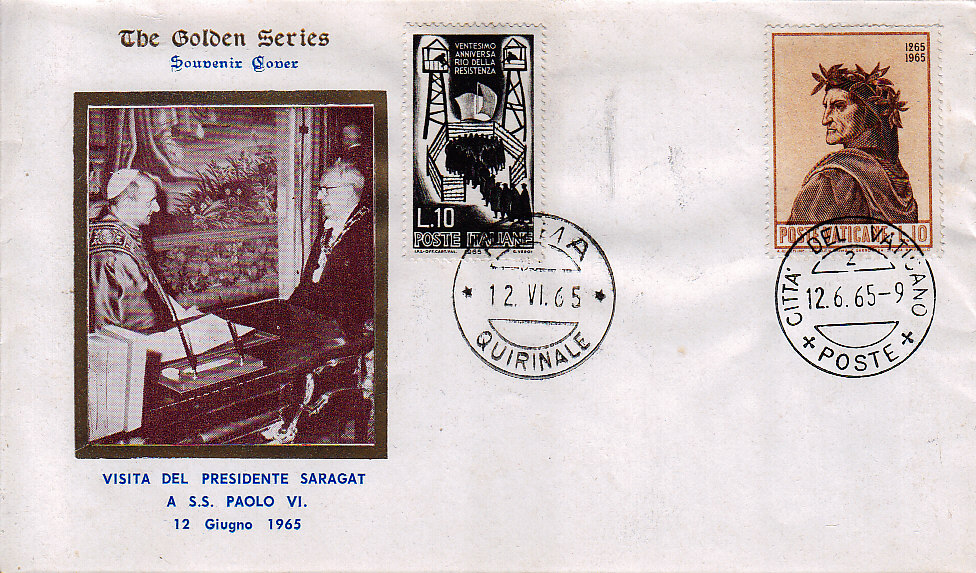 The Golden Series
Souvenir Cover
VISITA DEL PRESIDENTE SARAGAT
A S.S. PAOLO VI.
12 Giugno 1965
VENTESIMO
ANNIVERSA
RIO DELLA
RESISTENZA
L.10
POSTE ITALIANE
1965
ROMA
* 12. VI. 65 *
QUIRINALE
1265
1965
POSTE VATICANE L.10
CITTA' DEL VATICANO
2
12.6.65-9
+ POSTE +